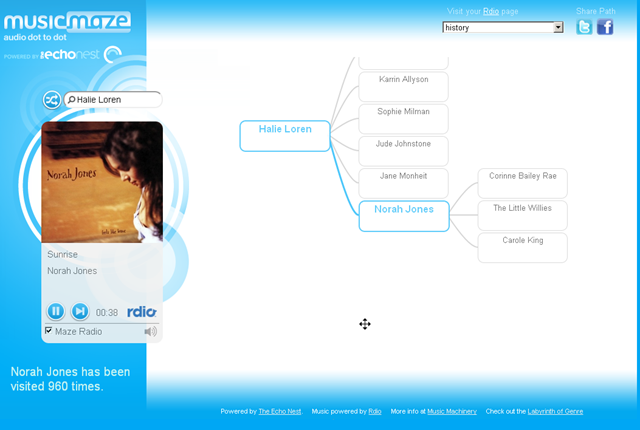 musicmaze
audio dot to dot
POWERED BY the echonest
Visit your Rdio page
history
Share Path
Halie Loren
Norah Jones
Sunrise
Norah Jones
00:38
rdio
Maze Radio
Norah Jones has been
visited 960 times.
Halie Loren
Karrin Allyson
Sophie Milman
Jude Johnstone
Jane Monheit
Norah Jones
Corinne Bailey Rae
The Little Willies
Carole King
Powered by The Echo Nest. Music powered by Rdio More info at Music Machinery Check out the Labyrinth of Genre